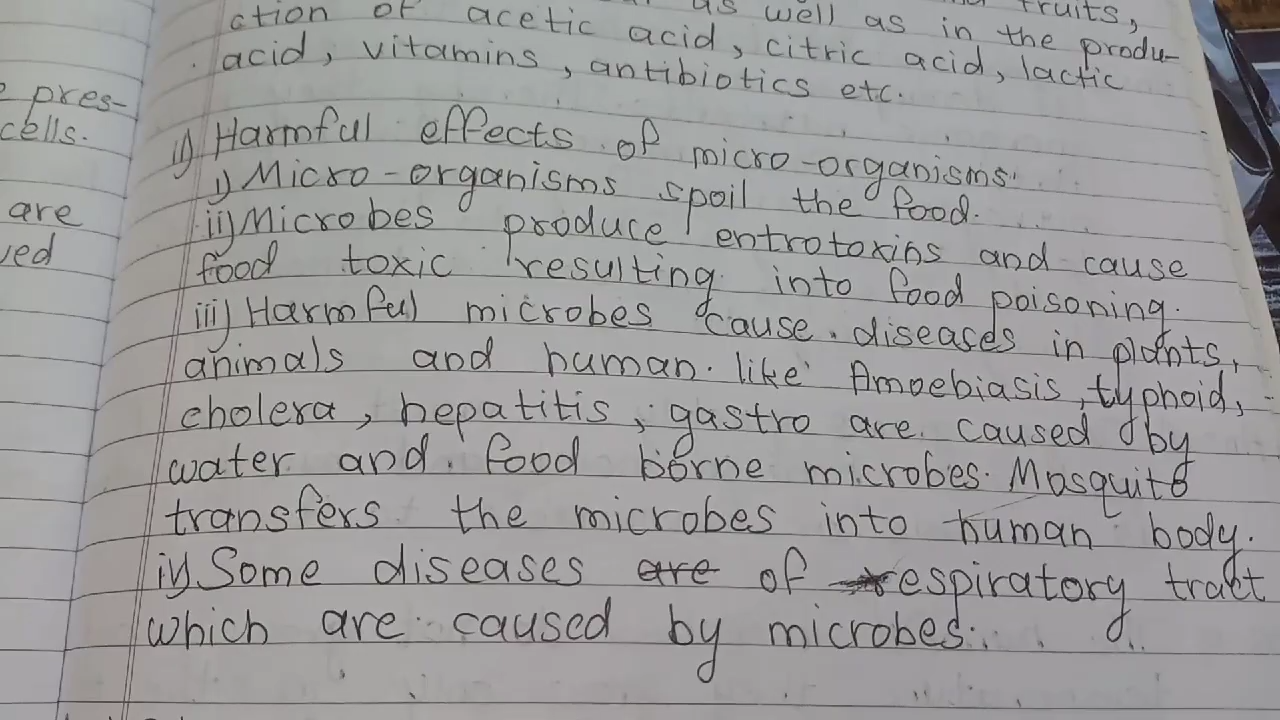 as well as in the fruits,
ction of acetic acid, citric acid, lactic produ-
acid, vitamins, antibiotics etc.
e pres-
cells.
are
ved
ii) Harmful effects of micro-organisms.
i) Micro-organisms spoil the food.
ii) Microbes produce entrotoxins and cause
food toxic resulting into food poisoning.
iii) Harmful microbes cause diseases in plants,
animals and human. like Amoebiasis, typhoid,
cholera, hepatitis, gastro are caused by
water and food borne microbes. Mosquito
transfers the microbes into human body.
iv) Some diseases are of respiratory tract
which are caused by microbes.